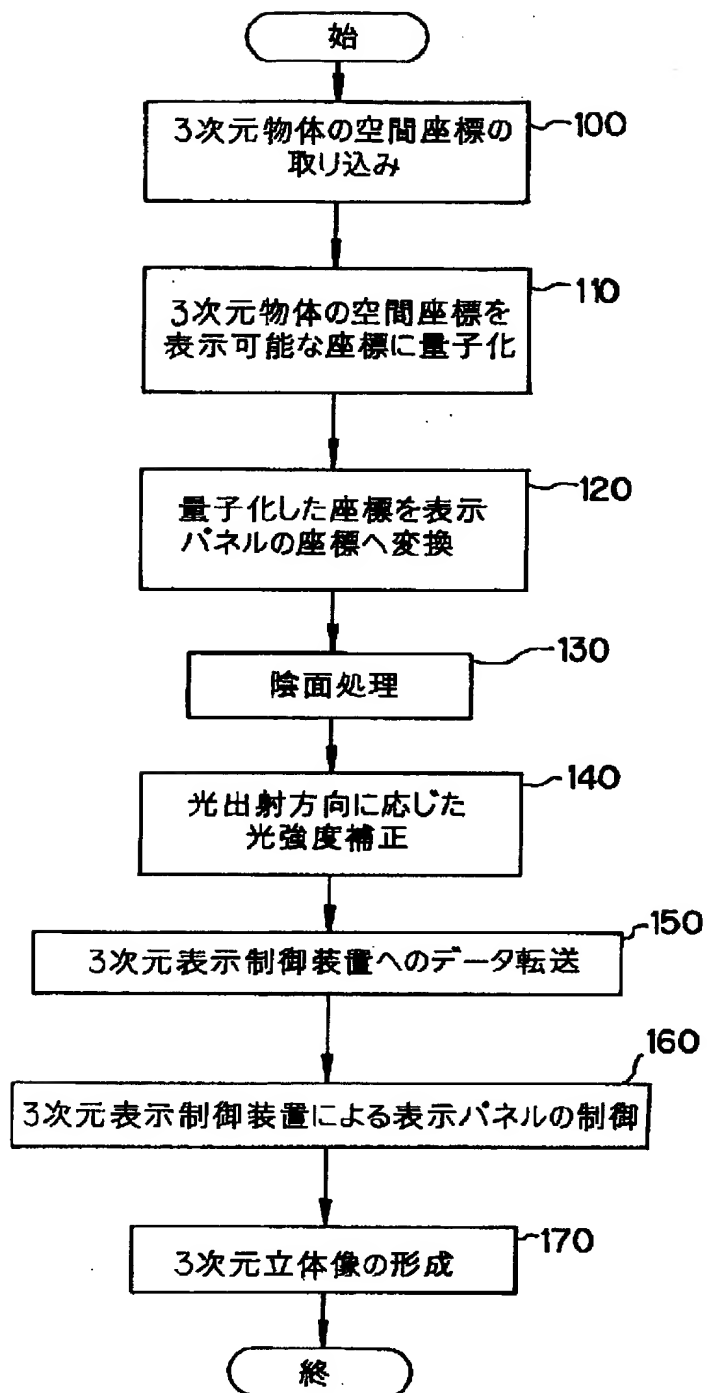 始
3次元物体の空間座標の
取り込み
100
3次元物体の空間座標を
表示可能な座標に量子化
110
量子化した座標を表示
パネルの座標へ変換
120
陰面処理
130
光出射方向に応じた
光強度補正
140
3次元表示制御装置へのデータ転送
150
3次元表示制御装置による表示パネルの制御
160
3次元立体像の形成
170
終